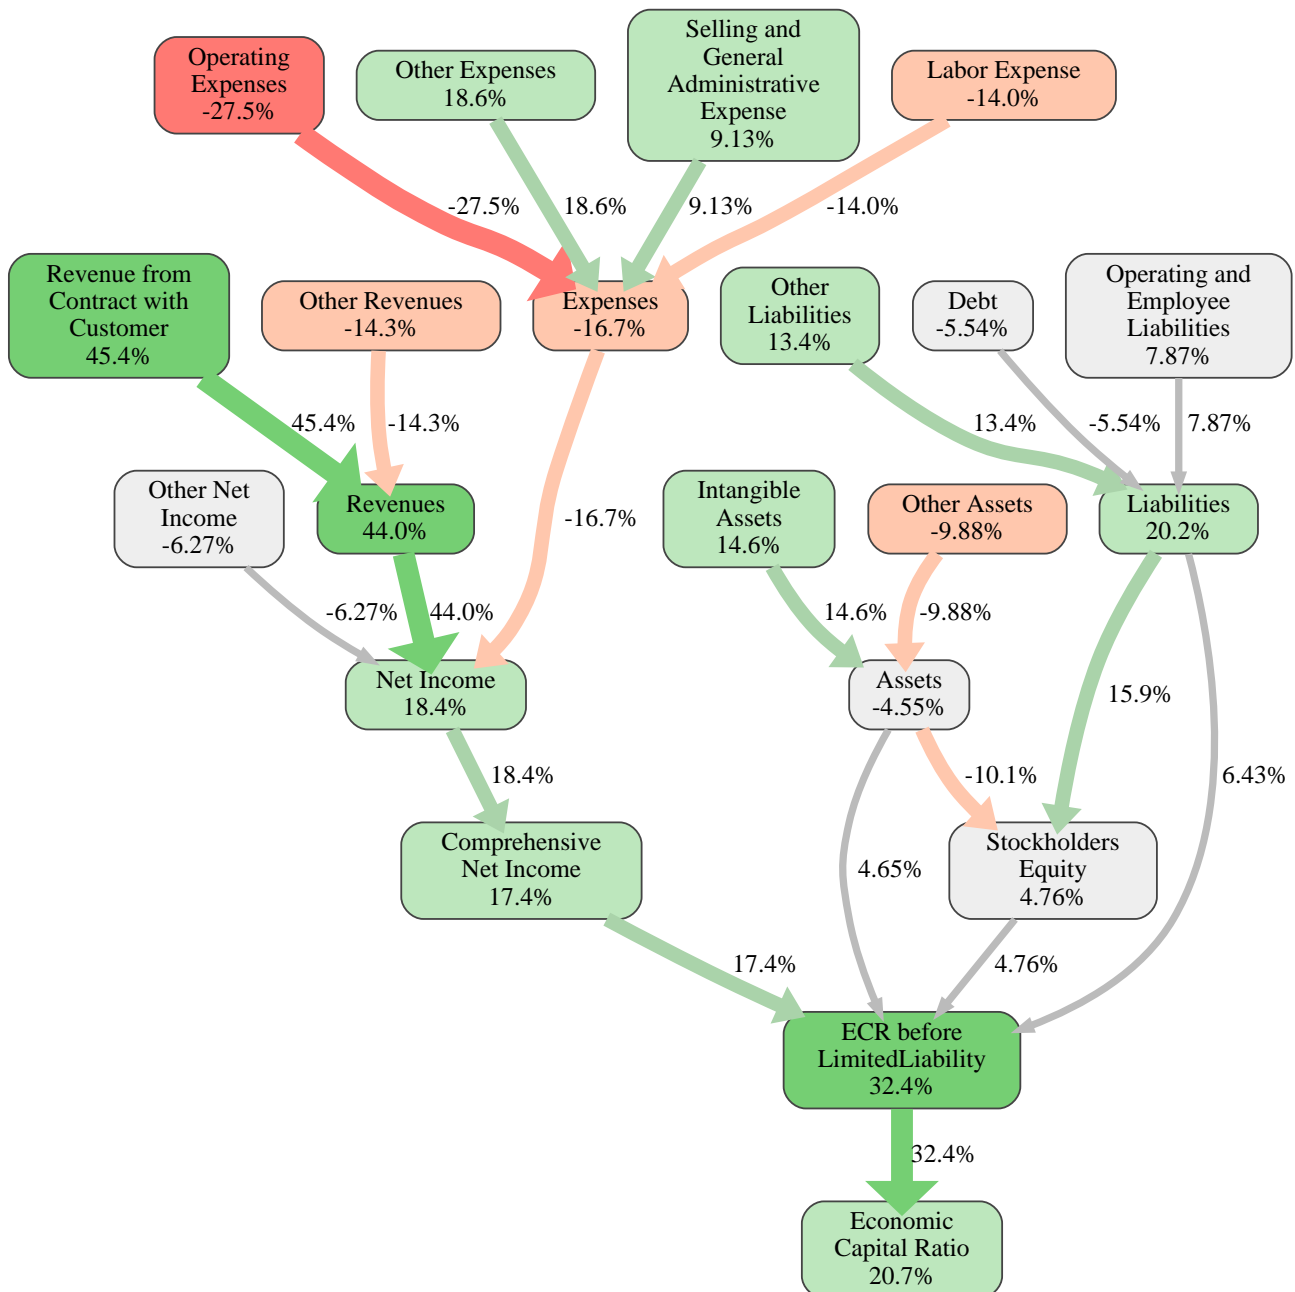 Operating
Expenses
-27.5%
Other Expenses
18.6%
Selling and
General
Administrative
Expense
9.13%
Labor Expense
-14.0%
-27.5%
18.6%
9.13%
-14.0%
Revenue from
Contract with
Customer
45.4%
Other Revenues
-14.3%
Expenses
-16.7%
Other
Liabilities
13.4%
Debt
-5.54%
Operating and
Employee
Liabilities
7.87%
45.4%
-14.3%
-16.7%
13.4%
-5.54%
7.87%
Other Net
Income
-6.27%
Revenues
44.0%
Intangible
Assets
14.6%
Other Assets
-9.88%
Liabilities
20.2%
-6.27%
44.0%
14.6%
-9.88%
15.9%
6.43%
Net Income
18.4%
Assets
-4.55%
18.4%
-10.1%
Comprehensive
Net Income
17.4%
4.65%
Stockholders
Equity
4.76%
17.4%
4.76%
ECR before
LimitedLiability
32.4%
32.4%
Economic
Capital Ratio
20.7%